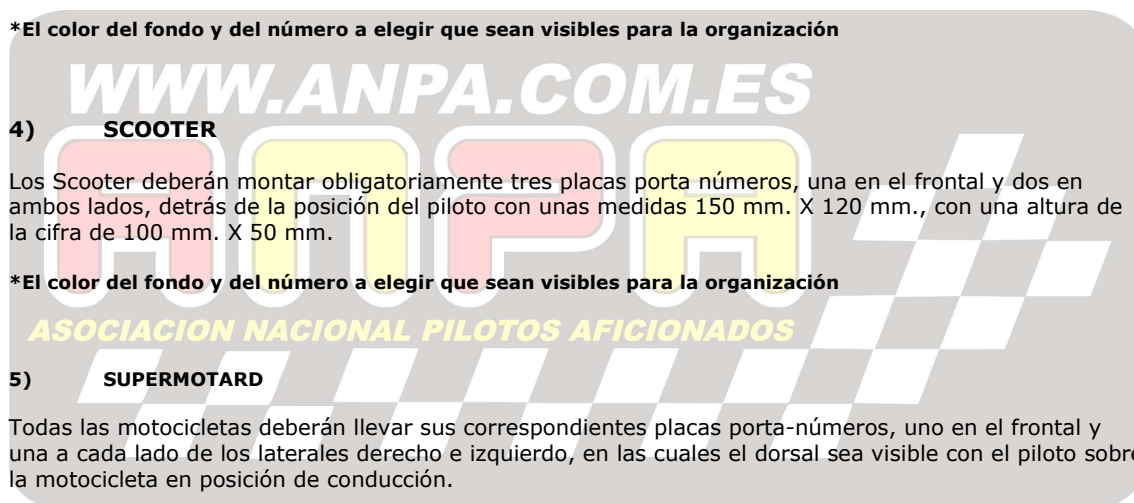 *El color del fondo y del número a elegir que sean visibles para la organización
WWW.ANPA.COM.ES
4) SCOOTER
ANPA
Los Scooter deberán montar obligatoriamente tres placas porta números, una en el frontal y dos en
ambos lados, detrás de la posición del piloto con unas medidas 150 mm. X 120 mm., con una altura de
la cifra de 100 mm. X 50 mm.
*El color del fondo y del número a elegir que sean visibles para la organización
ASOCIACION NACIONAL PILOTOS AFICIONADOS
5) SUPERMOTARD
Todas las motocicletas deberán llevar sus correspondientes placas porta-números, uno en el frontal y
una a cada lado de los laterales derecho e izquierdo, en las cuales el dorsal sea visible con el piloto sobre
la motocicleta en posición de conducción.